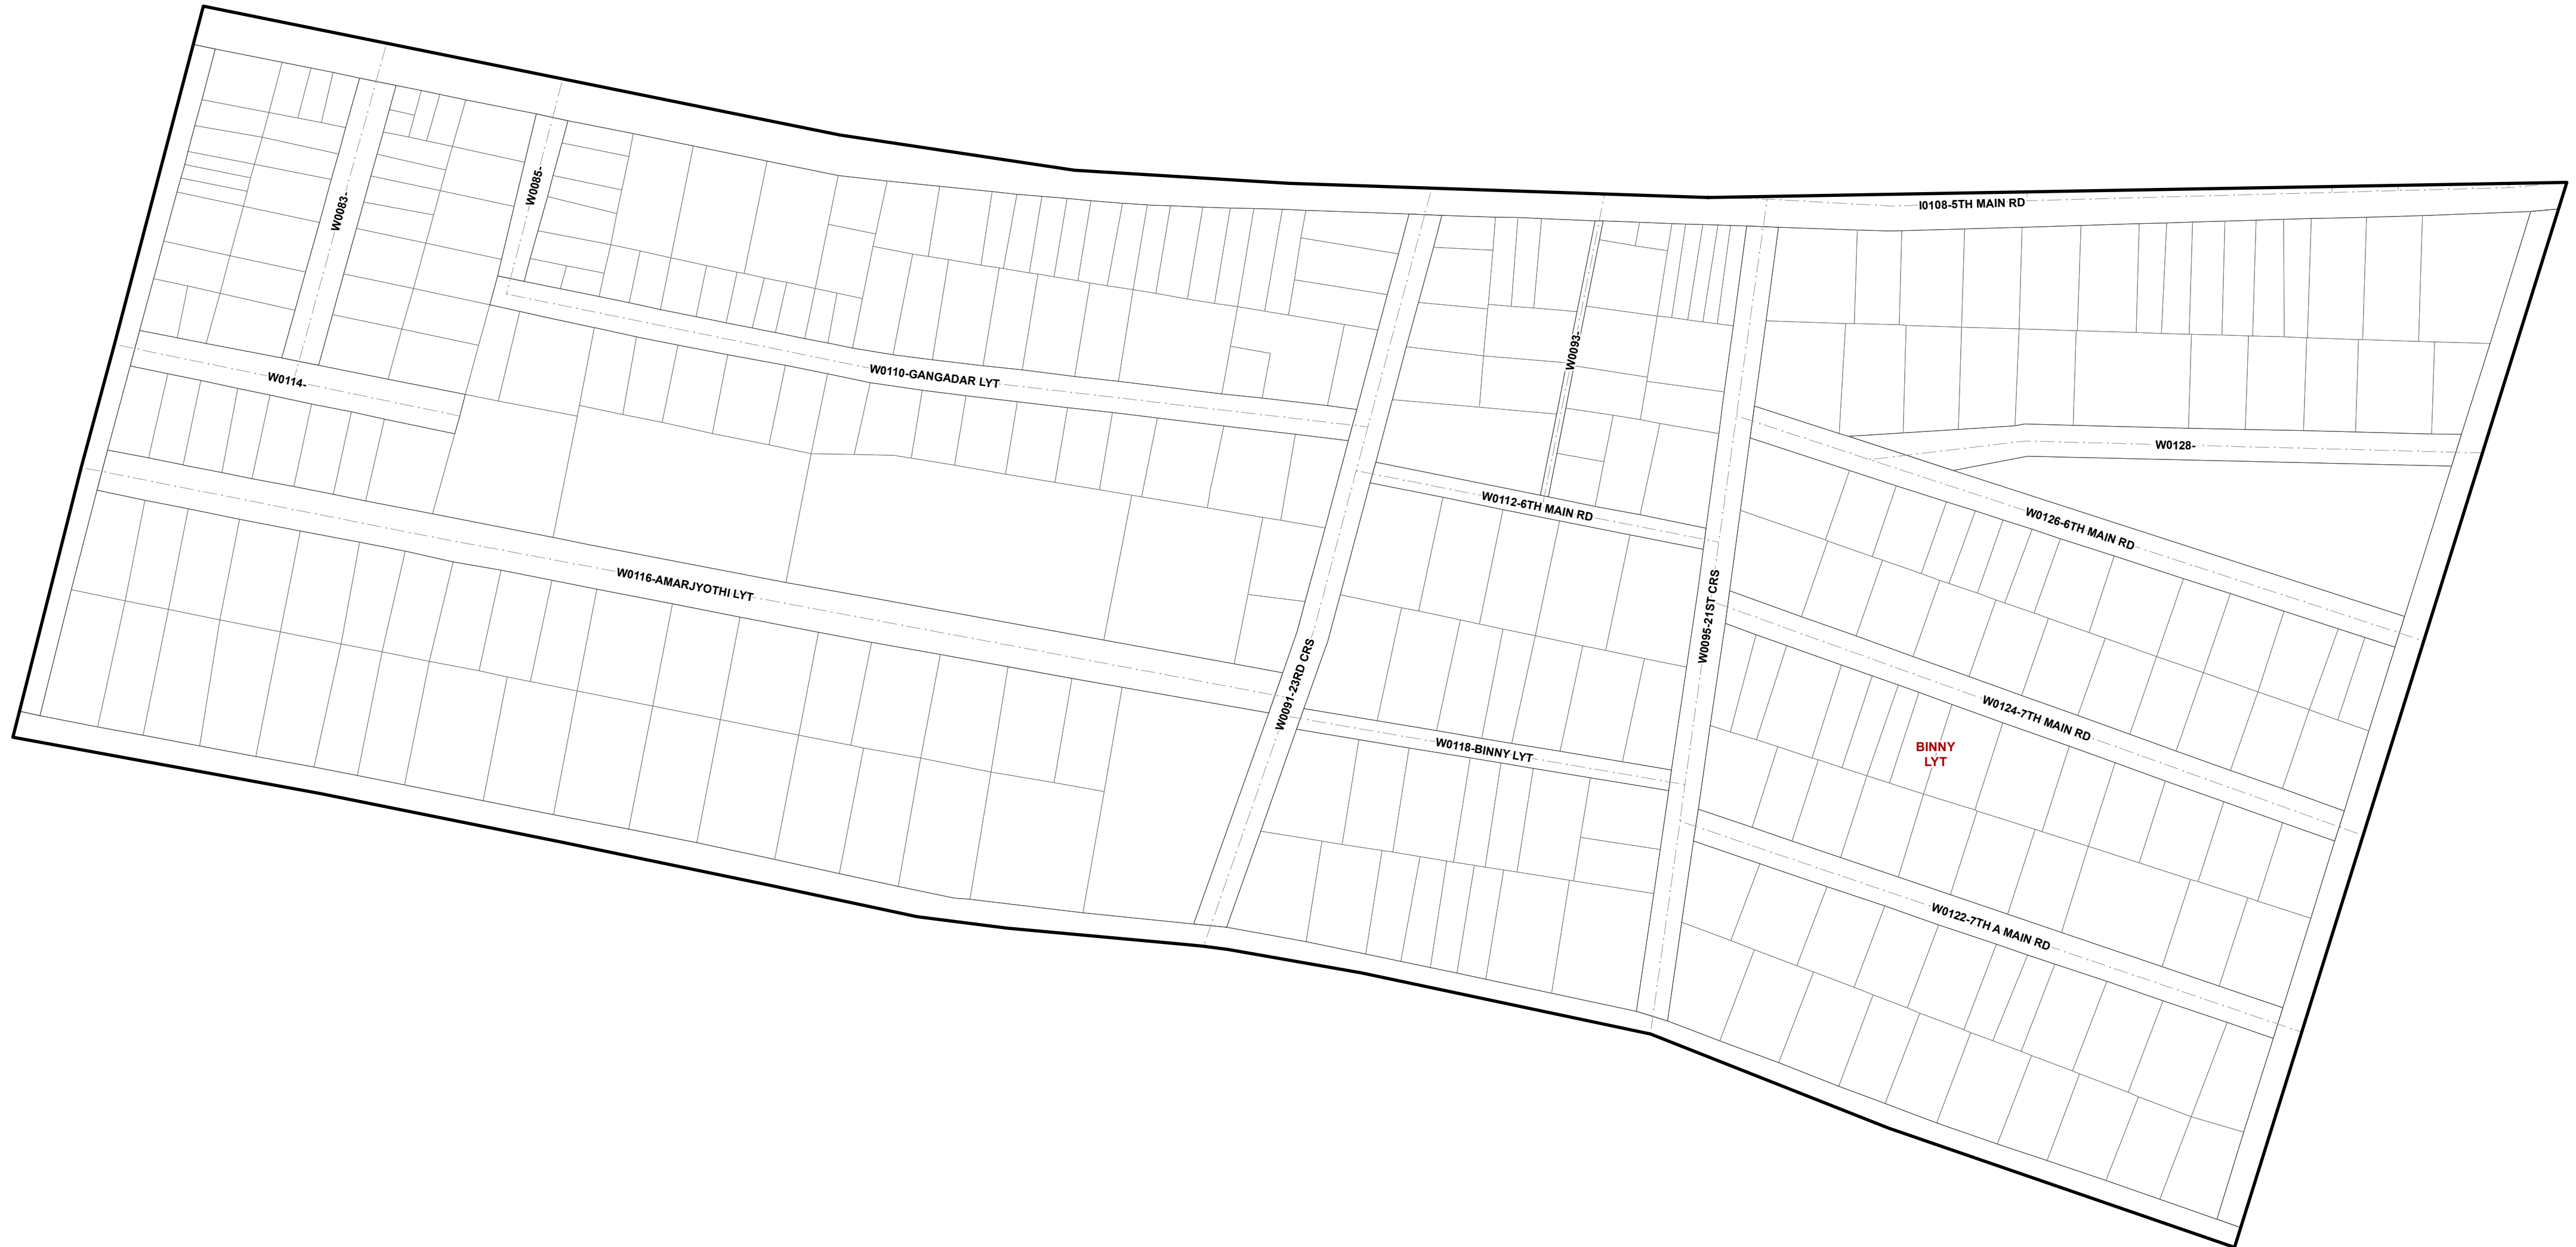 W0083-
W0085-
I0108-5TH MAIN RD
W0093-
W0114-
W0110-GANGADAR LYT
W0128-
W0112-6TH MAIN RD
W0126-6TH MAIN RD
W0116-AMARJYOTHI LYT
W0095-21ST CRS
W0091-23RD CRS
W0124-7TH MAIN RD
W0118-BINNY LYT
BINNY
LYT
W0122-7TH A MAIN RD